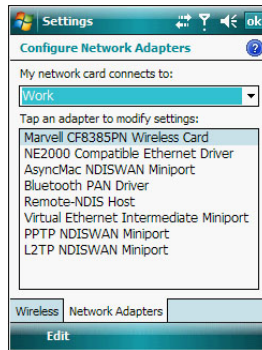 Settings
ok
Configure Network Adapters
?
My network card connects to:
Work
Tap an adapter to modify settings:
Marvell CF8385PN Wireless Card
NE2000 Compatible Ethernet Driver
AsyncMac NDISWAN Miniport
Bluetooth PAN Driver
Remote-NDIS Host
Virtual Ethernet Intermediate Miniport
PPTP NDISWAN Miniport
L2TP NDISWAN Miniport
Wireless Network Adapters
Edit